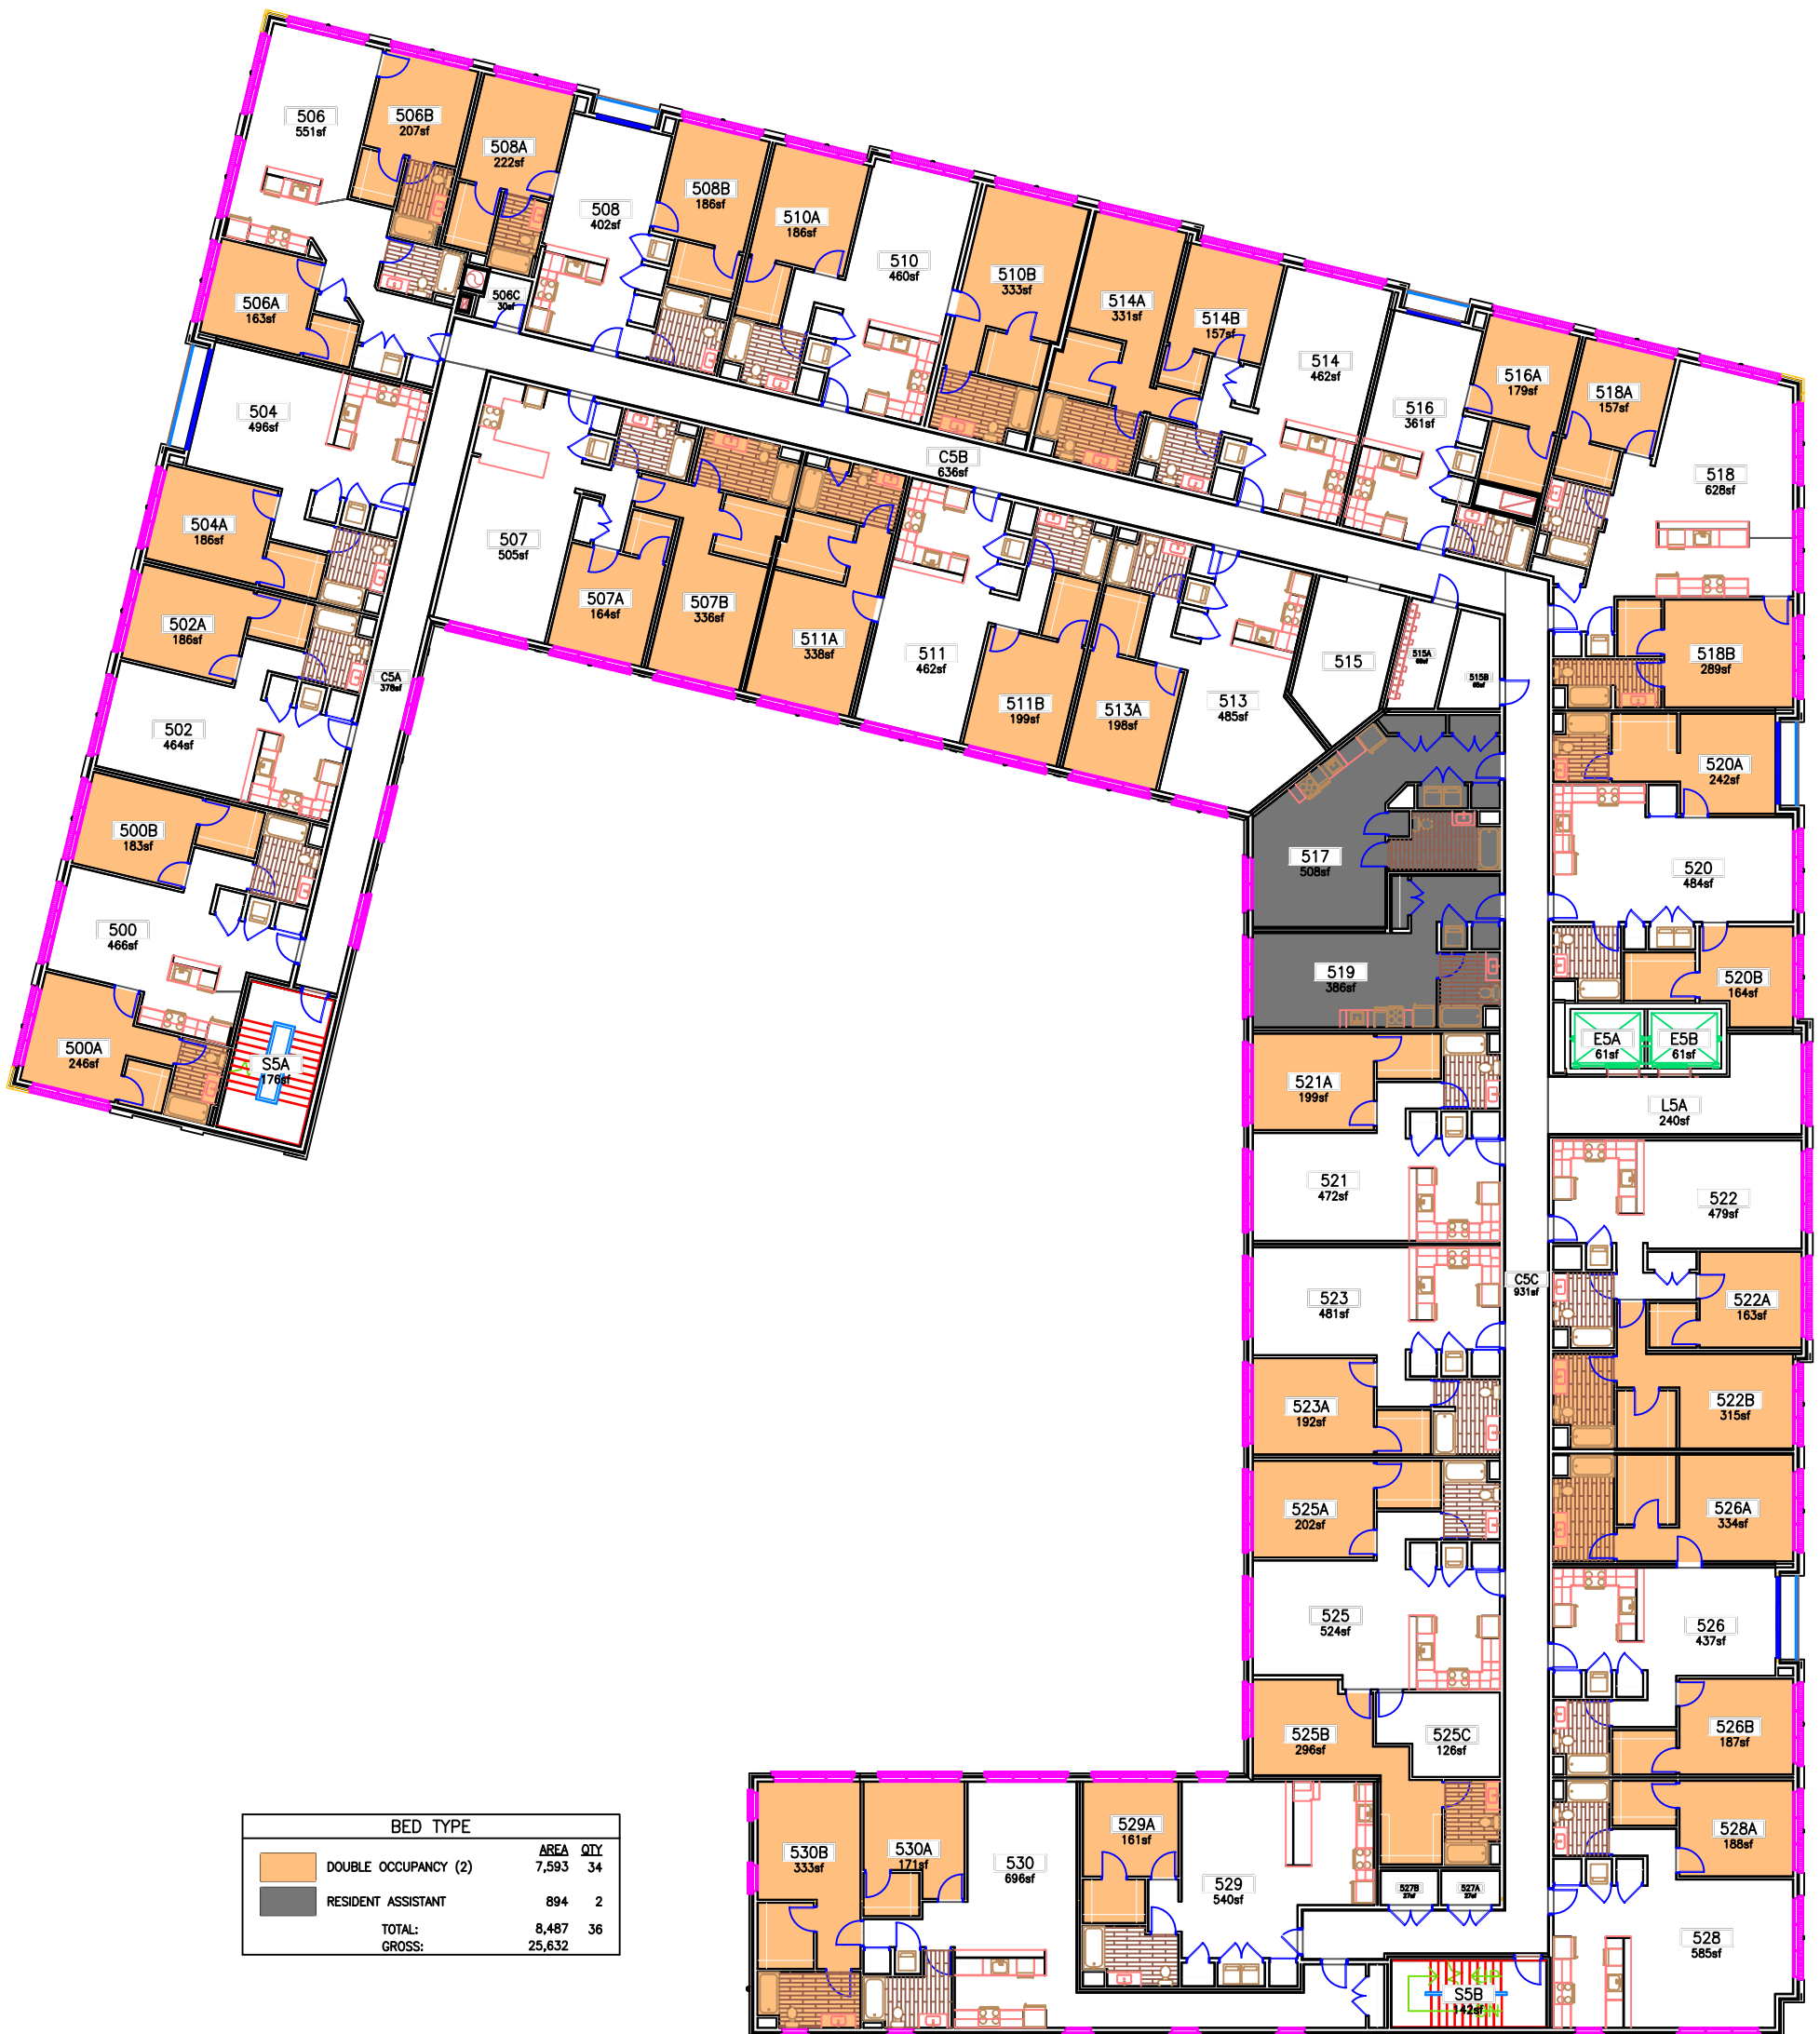 506
551sf
506B
207sf
508A
222sf
508
402sf
508B
186sf
510A
186sf
510
460sf
510B
333sf
514A
331sf
514B
157sf
514
462sf
516
361sf
516A
179sf
518A
157sf
518
628sf
506A
163sf
506C
30sf
504
496sf
504A
186sf
507
505sf
C5B
636sf
507A
164sf
507B
336sf
511A
338sf
511
462sf
511B
199sf
513A
198sf
513
485sf
515
515A
515B
518B
289sf
502A
186sf
C5A
378sf
502
464sf
500B
183sf
500
466sf
500A
246sf
S5A
176sf
517
508sf
519
386sf
520A
242sf
520
484sf
520B
164sf
E5A
61sf
E5B
61sf
L5A
240sf
521A
199sf
521
472sf
522
479sf
C5C
931sf
523
481sf
522A
163sf
523A
192sf
522B
315sf
525A
202sf
526A
334sf
525
524sf
526
437sf
525B
296sf
525C
126sf
526B
187sf
530B
333sf
530A
171sf
530
696sf
529A
161sf
529
540sf
527B
27sf
527A
27sf
528A
188sf
528
585sf
S5B
142sf
BED TYPE
AREA QTY
DOUBLE OCCUPANCY (2) 7,593 34
RESIDENT ASSISTANT 894 2
TOTAL: 8,487 36
GROSS: 25,632